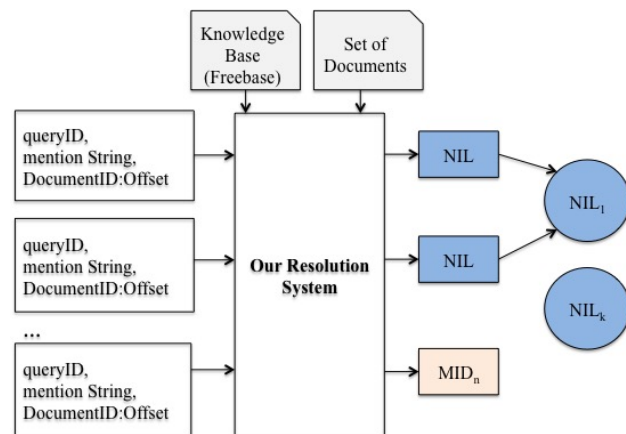 Knowledge
Base
(Freebase)
Set of
Documents
queryID,
mention String,
DocumentID:Offset
queryID,
mention String,
DocumentID:Offset
...
queryID,
mention String,
DocumentID:Offset
Our Resolution
System
NIL
NIL
MIDₙ
NIL₁
NILₖ